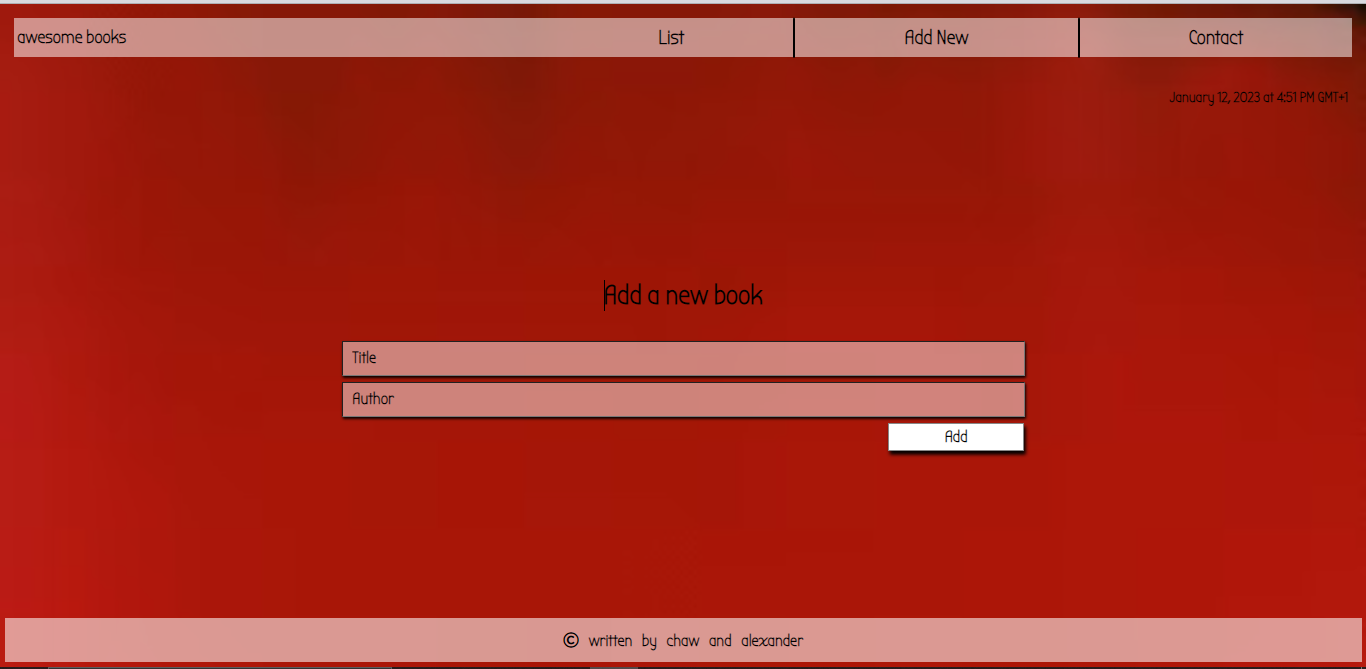 awesome books List Add New Contact
January 12, 2023 at 4:51 PM GMT+1
Add a new book
Title
Author
Add
© written by chaw and alexander